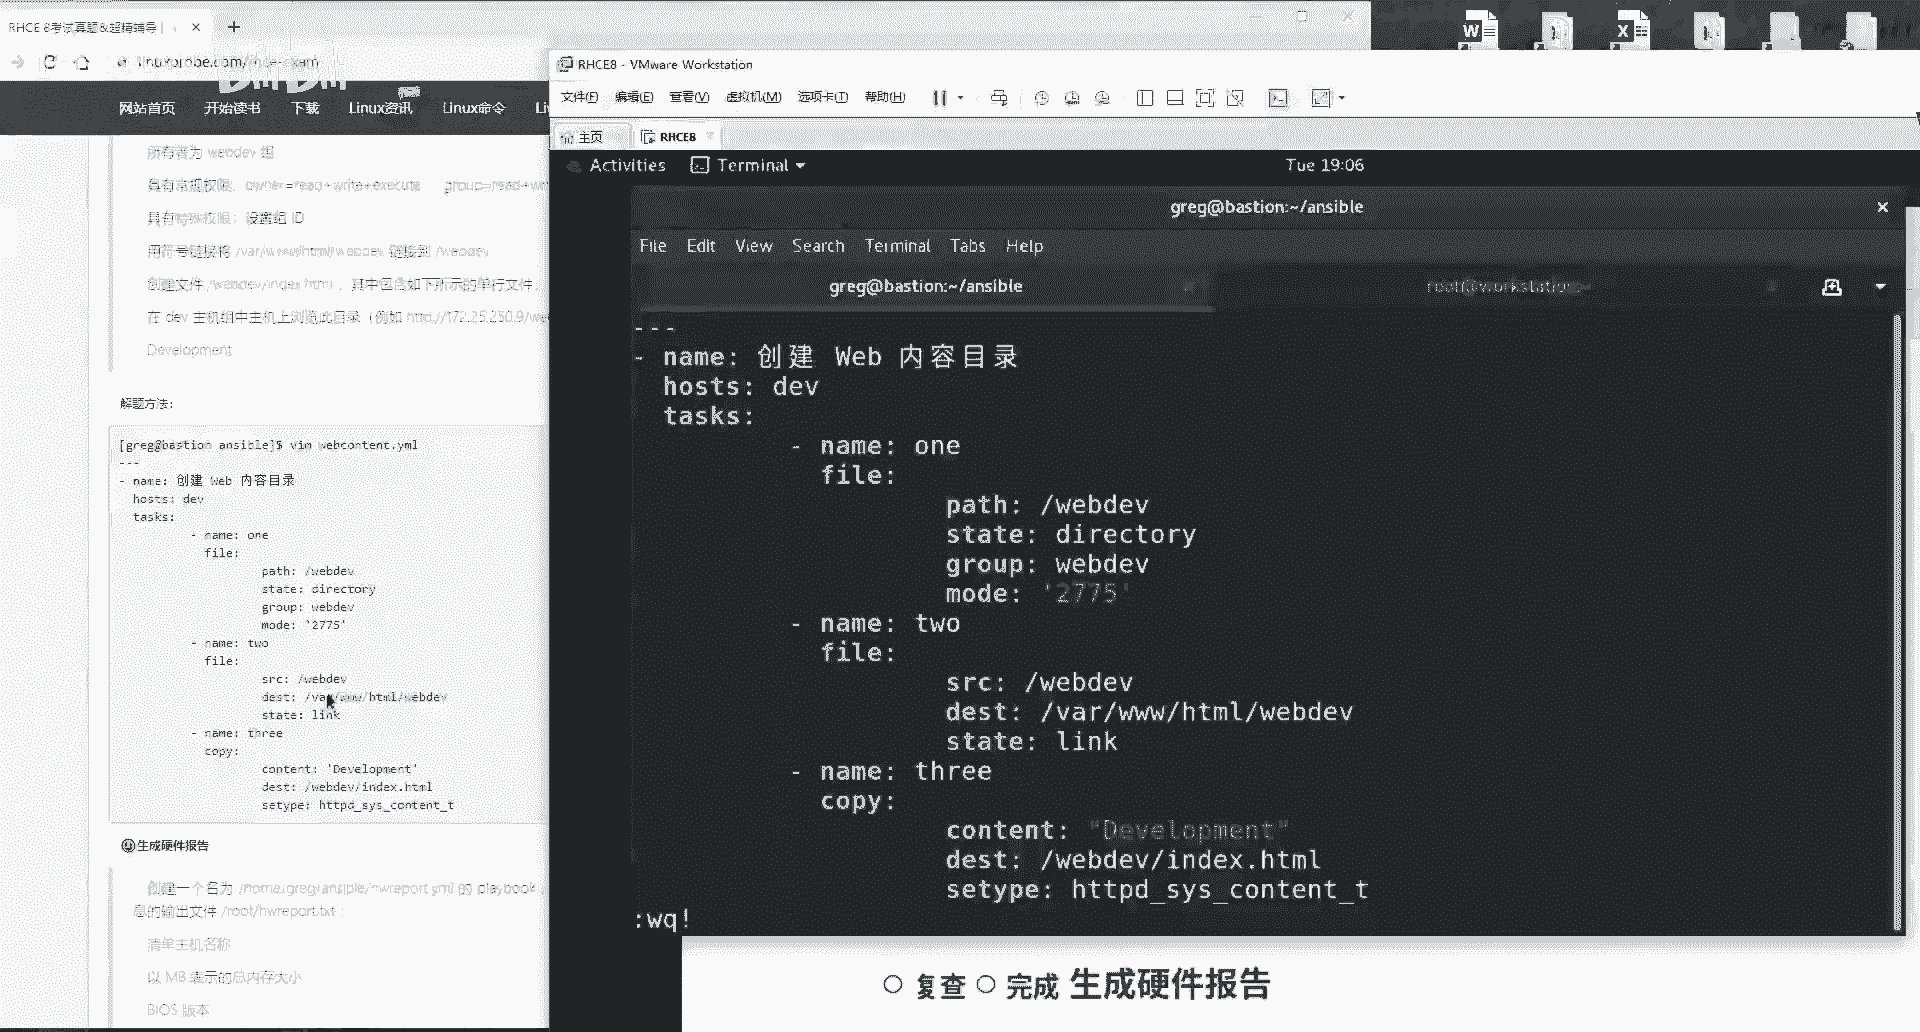 RHCE 8考试真题&超精辅导 |
linuxprobe.com/rhce-exam
网站首页 开始读书 下载 Linux资讯 Linux命令
所有者为 webdev 组
具有常规权限：owner=read+write+execute
具有特殊权限：设置组 ID
用符号链接将 /var/www/html/webdev 链接到 /webdev
创建文件 /webdev/index.html ，其中包含如下所示的单行文件：
在 dev 主机组中主机上浏览此目录（例如 http://172.25.250.9/we
Development
解题方法:
[greg@bastion ansible]$ vim webcontent.yml
---
- name: 创建 Web 内容目录
hosts: dev
tasks:
- name: one
file:
path: /webdev
state: directory
group: webdev
mode: '2775'
- name: two
file:
src: /webdev
dest: /var/www/html/webdev
state: link
- name: three
copy:
content: 'Development'
dest: /webdev/index.html
setype: httpd_sys_content_t
生成硬件报告
创建一个名为 /home/greg/ansible/hwreport.yml 的 playbook
息的输出文件 /root/hwreport.txt :
清单主机名称
以 MB 表示的总内存大小
BIOS 版本
RHCE8 - VMware Workstation
文件(F) 编辑(E) 查看(V) 虚拟机(M) 选项卡(T) 帮助(H)
主页 RHCE8
Activities Terminal Tue 19:06
greg@bastion:~/ansible
File Edit View Search Terminal Tabs Help
greg@bastion:~/ansible root@workstation:~
---
- name: 创建 Web 内容目录
hosts: dev
tasks:
- name: one
file:
path: /webdev
state: directory
group: webdev
mode: '2775'
- name: two
file:
src: /webdev
dest: /var/www/html/webdev
state: link
- name: three
copy:
content: "Development"
dest: /webdev/index.html
setype: httpd_sys_content_t
:wq!
复查 完成 生成硬件报告